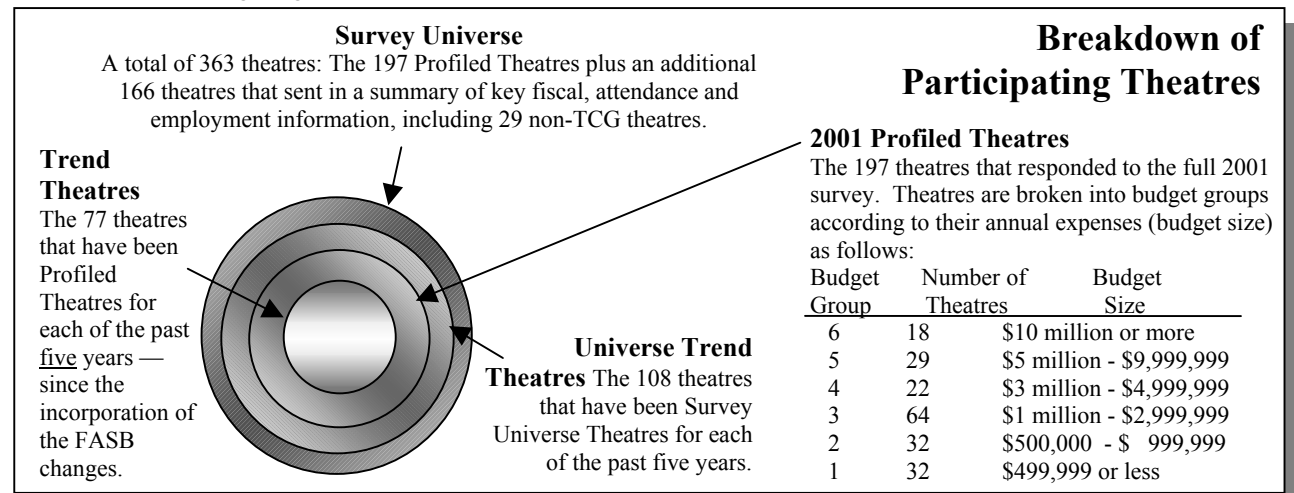 Survey Universe
A total of 363 theatres: The 197 Profiled Theatres plus an additional
166 theatres that sent in a summary of key fiscal, attendance and
employment information, including 29 non-TCG theatres.
Breakdown of
Participating Theatres
Trend
Theatres
The 77 theatres
that have been
Profiled
Theatres for
each of the past
five years —
since the
incorporation of
the FASB
changes.
Universe Trend
Theatres The 108 theatres
that have been Survey
Universe Theatres for each
of the past five years.
2001 Profiled Theatres
The 197 theatres that responded to the full 2001
survey. Theatres are broken into budget groups
according to their annual expenses (budget size)
as follows:
Budget Number of Budget
Group Theatres Size
6 18 $10 million or more
5 29 $5 million - $9,999,999
4 22 $3 million - $4,999,999
3 64 $1 million - $2,999,999
2 32 $500,000 - $ 999,999
1 32 $499,999 or less